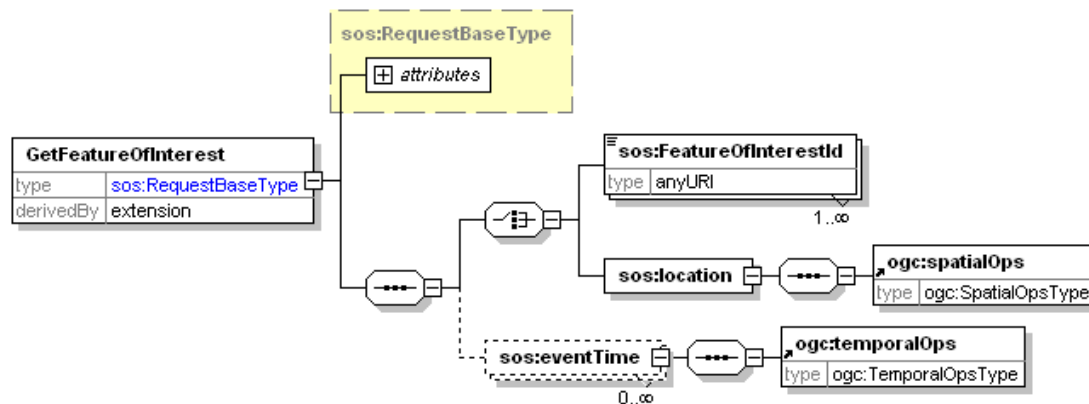 sos:RequestBaseType
attributes
GetFeatureOfInterest
type sos:RequestBaseType
derivedBy extension
sos:FeatureOfInterestId
type anyURI
1..∞
sos:location
ogc:spatialOps
type ogc:SpatialOpsType
sos:eventTime
0..∞
ogc:temporalOps
type ogc:TemporalOpsType